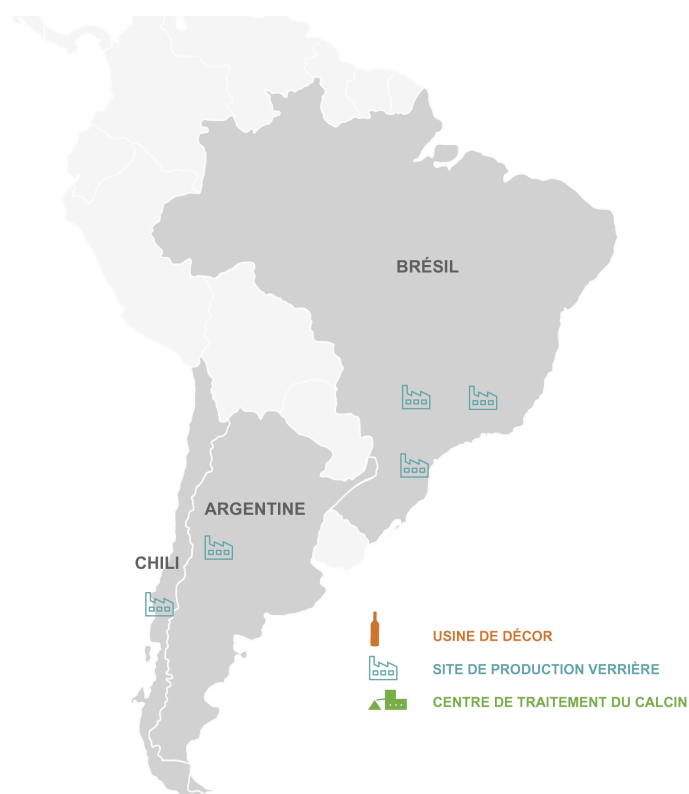 BRÉSIL
ARGENTINE
CHILI
USINE DE DÉCOR
SITE DE PRODUCTION VERRIÈRE
CENTRE DE TRAITEMENT DU CALCIN